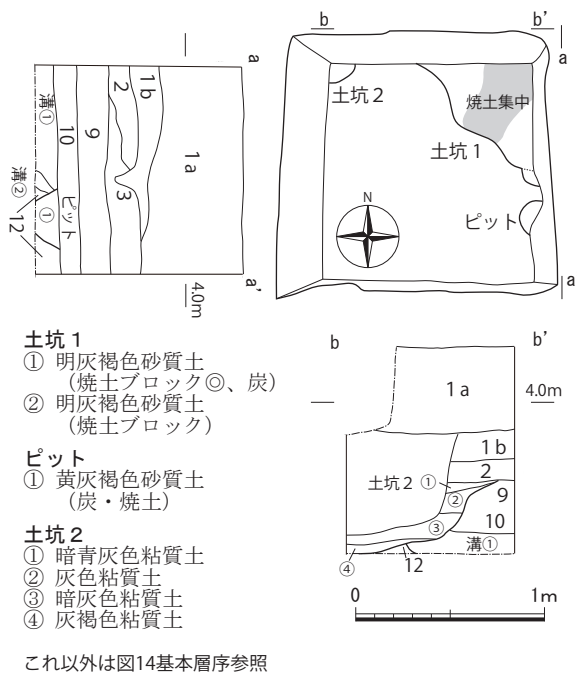 a
1b
2
1a
溝①
10
9
3
溝②
①
ピット
12
a’
4.0m
b
b’
a
土坑2
焼土集中
土坑1
N
ピット
a
土坑1
① 明灰褐色砂質土
(焼土ブロック◎、炭)
② 明灰褐色砂質土
(焼土ブロック)
ピット
① 黄灰褐色砂質土
(炭・焼土)
土坑2
① 暗青灰色粘質土
② 灰色粘質土
③ 暗灰色粘質土
④ 灰褐色粘質土
これ以外は図14基本層序参照
b
b’
1a
4.0m
1b
2
土坑2 ①
②
9
③
10
溝①
④
12
0
1m